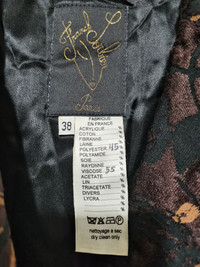 Paris
38
FABRIQUE
EN FRANCE
ACRYLIQUE
COTON
FIBRANNE
LAINE
POLYESTER 45
POLYAMIDE
SOIE
RAYONNE
VISCOSE 55
ACETATE
LIN
TRIACETATE
DIVERS
LYCRA
nettoyage à sec
dry clean only